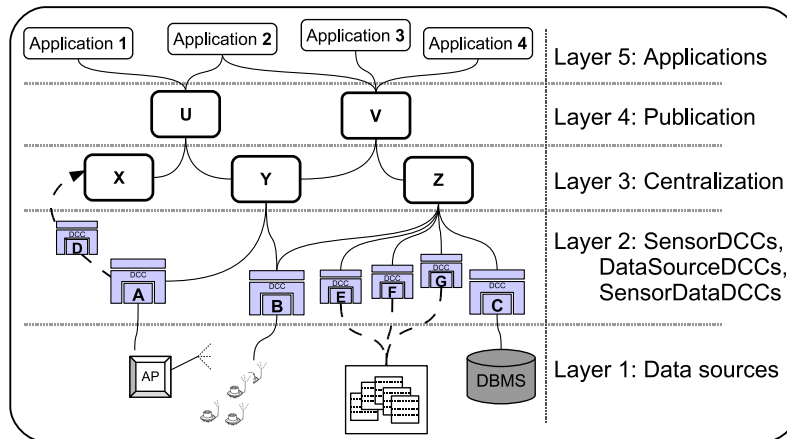 Application 1
Application 2
Application 3
Application 4
Layer 5: Applications
U
V
Layer 4: Publication
X
Y
Z
Layer 3: Centralization
DCC
D
DCC
A
DCC
B
DCC
E
DCC
F
DCC
G
DCC
C
Layer 2: SensorDCCs,
DataSourceDCCs,
SensorDataDCCs
AP
DBMS
Layer 1: Data sources